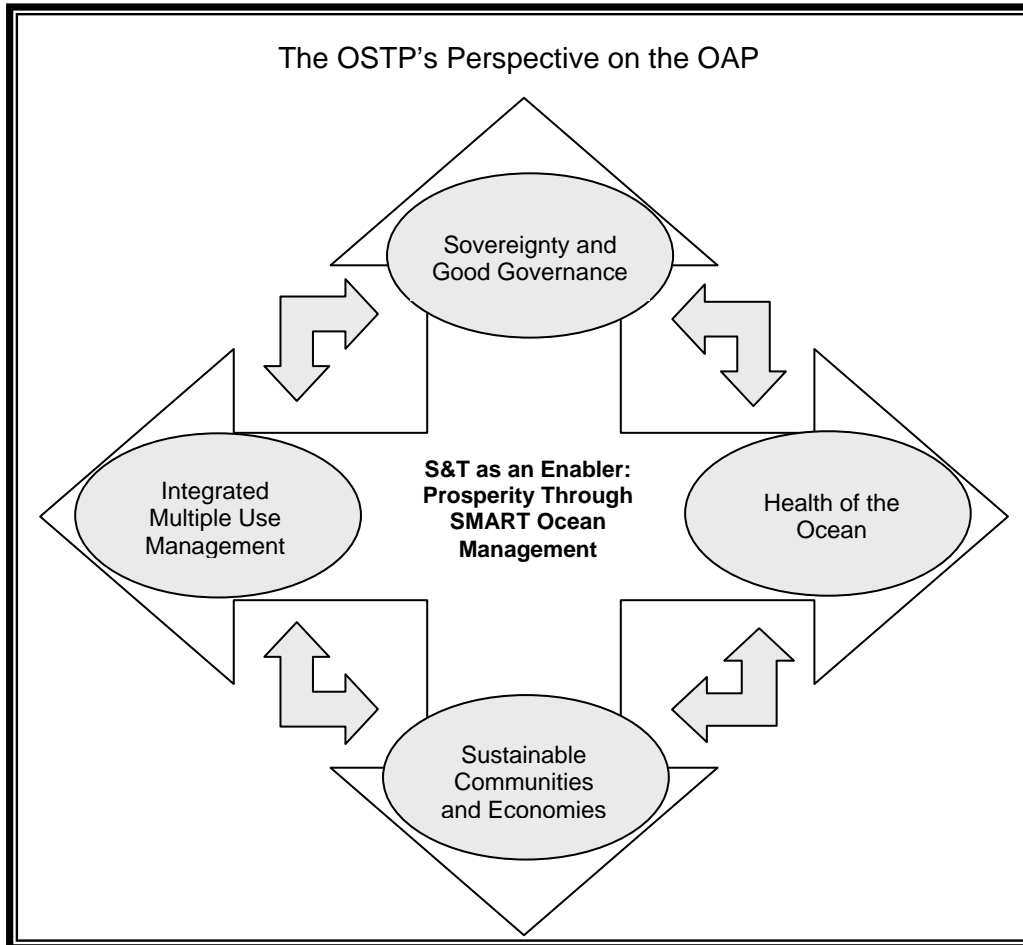 The OSTP's Perspective on the OAP
Sovereignty and
Good Governance
Integrated
Multiple Use
Management
S&T as an Enabler:
Prosperity Through
SMART Ocean
Management
Health of the
Ocean
Sustainable
Communities
and Economies